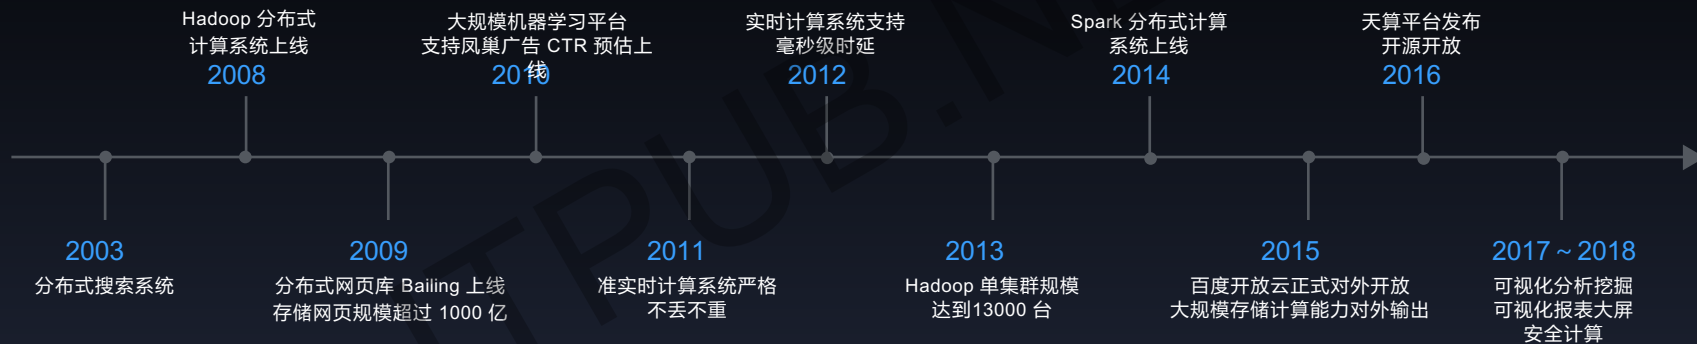 Hadoop 分布式
计算系统上线
2008
大规模机器学习平台
支持凤巢广告 CTR 预估上
线
2010
实时计算系统支持
毫秒级时延
2012
Spark 分布式计算
系统上线
2014
天算平台发布
开源开放
2016
2003
分布式搜索系统
2009
分布式网页库 Bailing 上线
存储网页规模超过 1000 亿
2011
准实时计算系统严格
不丢不重
2013
Hadoop 单集群规模
达到13000 台
2015
百度开放云正式对外开放
大规模存储计算能力对外输出
2017～2018
可视化分析挖掘
可视化报表大屏
安全计算
ITPUB.NE